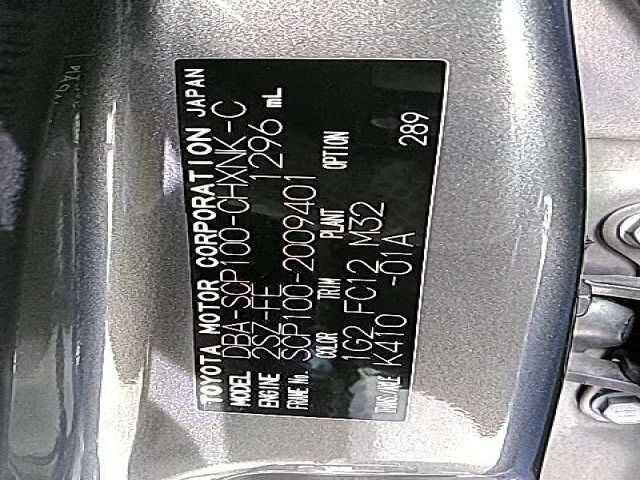 TOYOTA MOTOR CORPORATION JAPAN
MODEL DBA-SCP100-CHXNK-C
ENGINE 2SZ-FE 1296 mL
FRAME No. SCP100-2009401
COLOR TRIM PLANT OPTION
1G2 FC12 M32 289
TRANS./AXLE K410 -01A